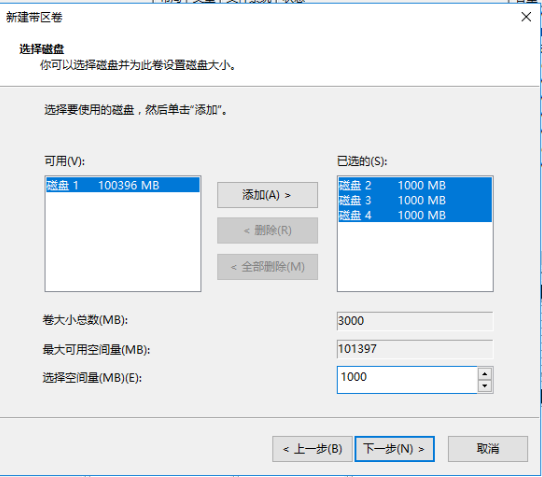 新建带区卷
选择磁盘
你可以选择磁盘并为此卷设置磁盘大小。
选择要使用的磁盘，然后单击“添加”。
可用(V):
已选的(S):
磁盘 1 100396 MB
添加(A) >
< 删除(R)
< 全部删除(M)
磁盘 2 1000 MB
磁盘 3 1000 MB
磁盘 4 1000 MB
卷大小总数(MB): 3000
最大可用空间量(MB): 101397
选择空间量(MB)(E): 1000
< 上一步(B) 下一步(N) > 取消